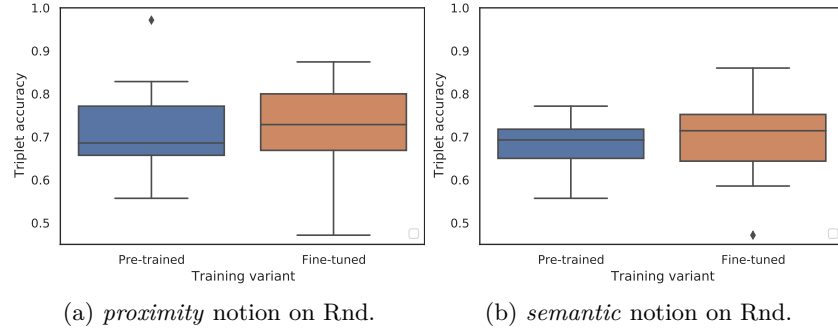 1.0
0.9
0.8
0.7
0.6
0.5
Triplet accuracy
Pre-trained
Fine-tuned
Training variant
(a) proximity notion on Rnd.
1.0
0.9
0.8
0.7
0.6
0.5
Triplet accuracy
Pre-trained
Fine-tuned
Training variant
(b) semantic notion on Rnd.